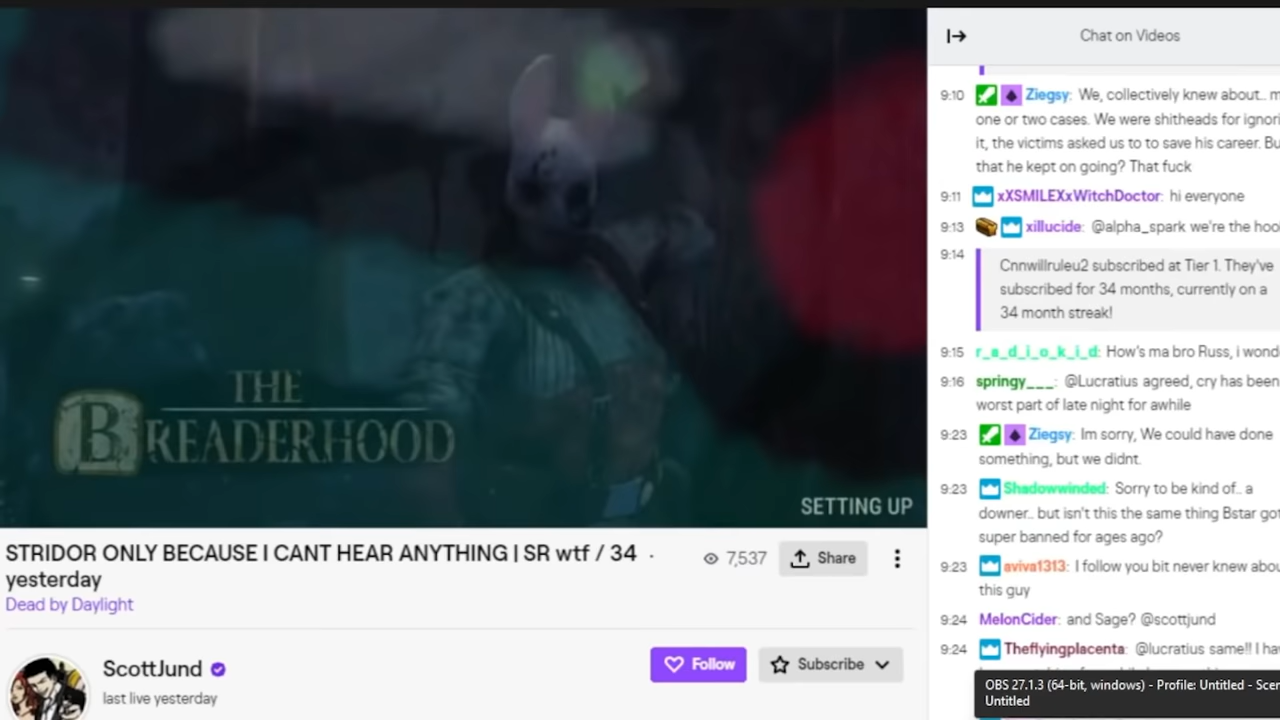 THE
BREADERHOOD
SETTING UP
STRIDOR ONLY BECAUSE I CANT HEAR ANYTHING | SR wtf / 34 ·
yesterday
Dead by Daylight
7,537
Share
ScottJund
last live yesterday
Follow
Subscribe
Chat on Videos
9:10 Ziegsy: We, collectively knew about.. m
one or two cases. We were shitheads for ignori
it, the victims asked us to to save his career. Bu
that he kept on going? That fuck
9:11 xXSMILEXxWitchDoctor: hi everyone
9:13 xillucide: @alpha_spark we're the hoo
9:14
Cnnwillruleu2 subscribed at Tier 1. They've
subscribed for 34 months, currently on a
34 month streak!
9:15 r_a_d_i_o_k_i_d: How's ma bro Russ, i wond
9:16 springy___: @Lucratius agreed, cry has been
worst part of late night for awhile
9:23 Ziegsy: Im sorry, We could have done
something, but we didnt.
9:23 Shadowwinded: Sorry to be kind of.. a
downer.. but isn't this the same thing Bstar got
super banned for ages ago?
9:23 aviva1313: I follow you bit never knew abou
this guy
9:24 MelonCider: and Sage? @scottjund
9:24 Theflyingplacenta: @lucratius same!! I hav
OBS 27.1.3 (64-bit, windows) - Profile: Untitled - Scen
Untitled